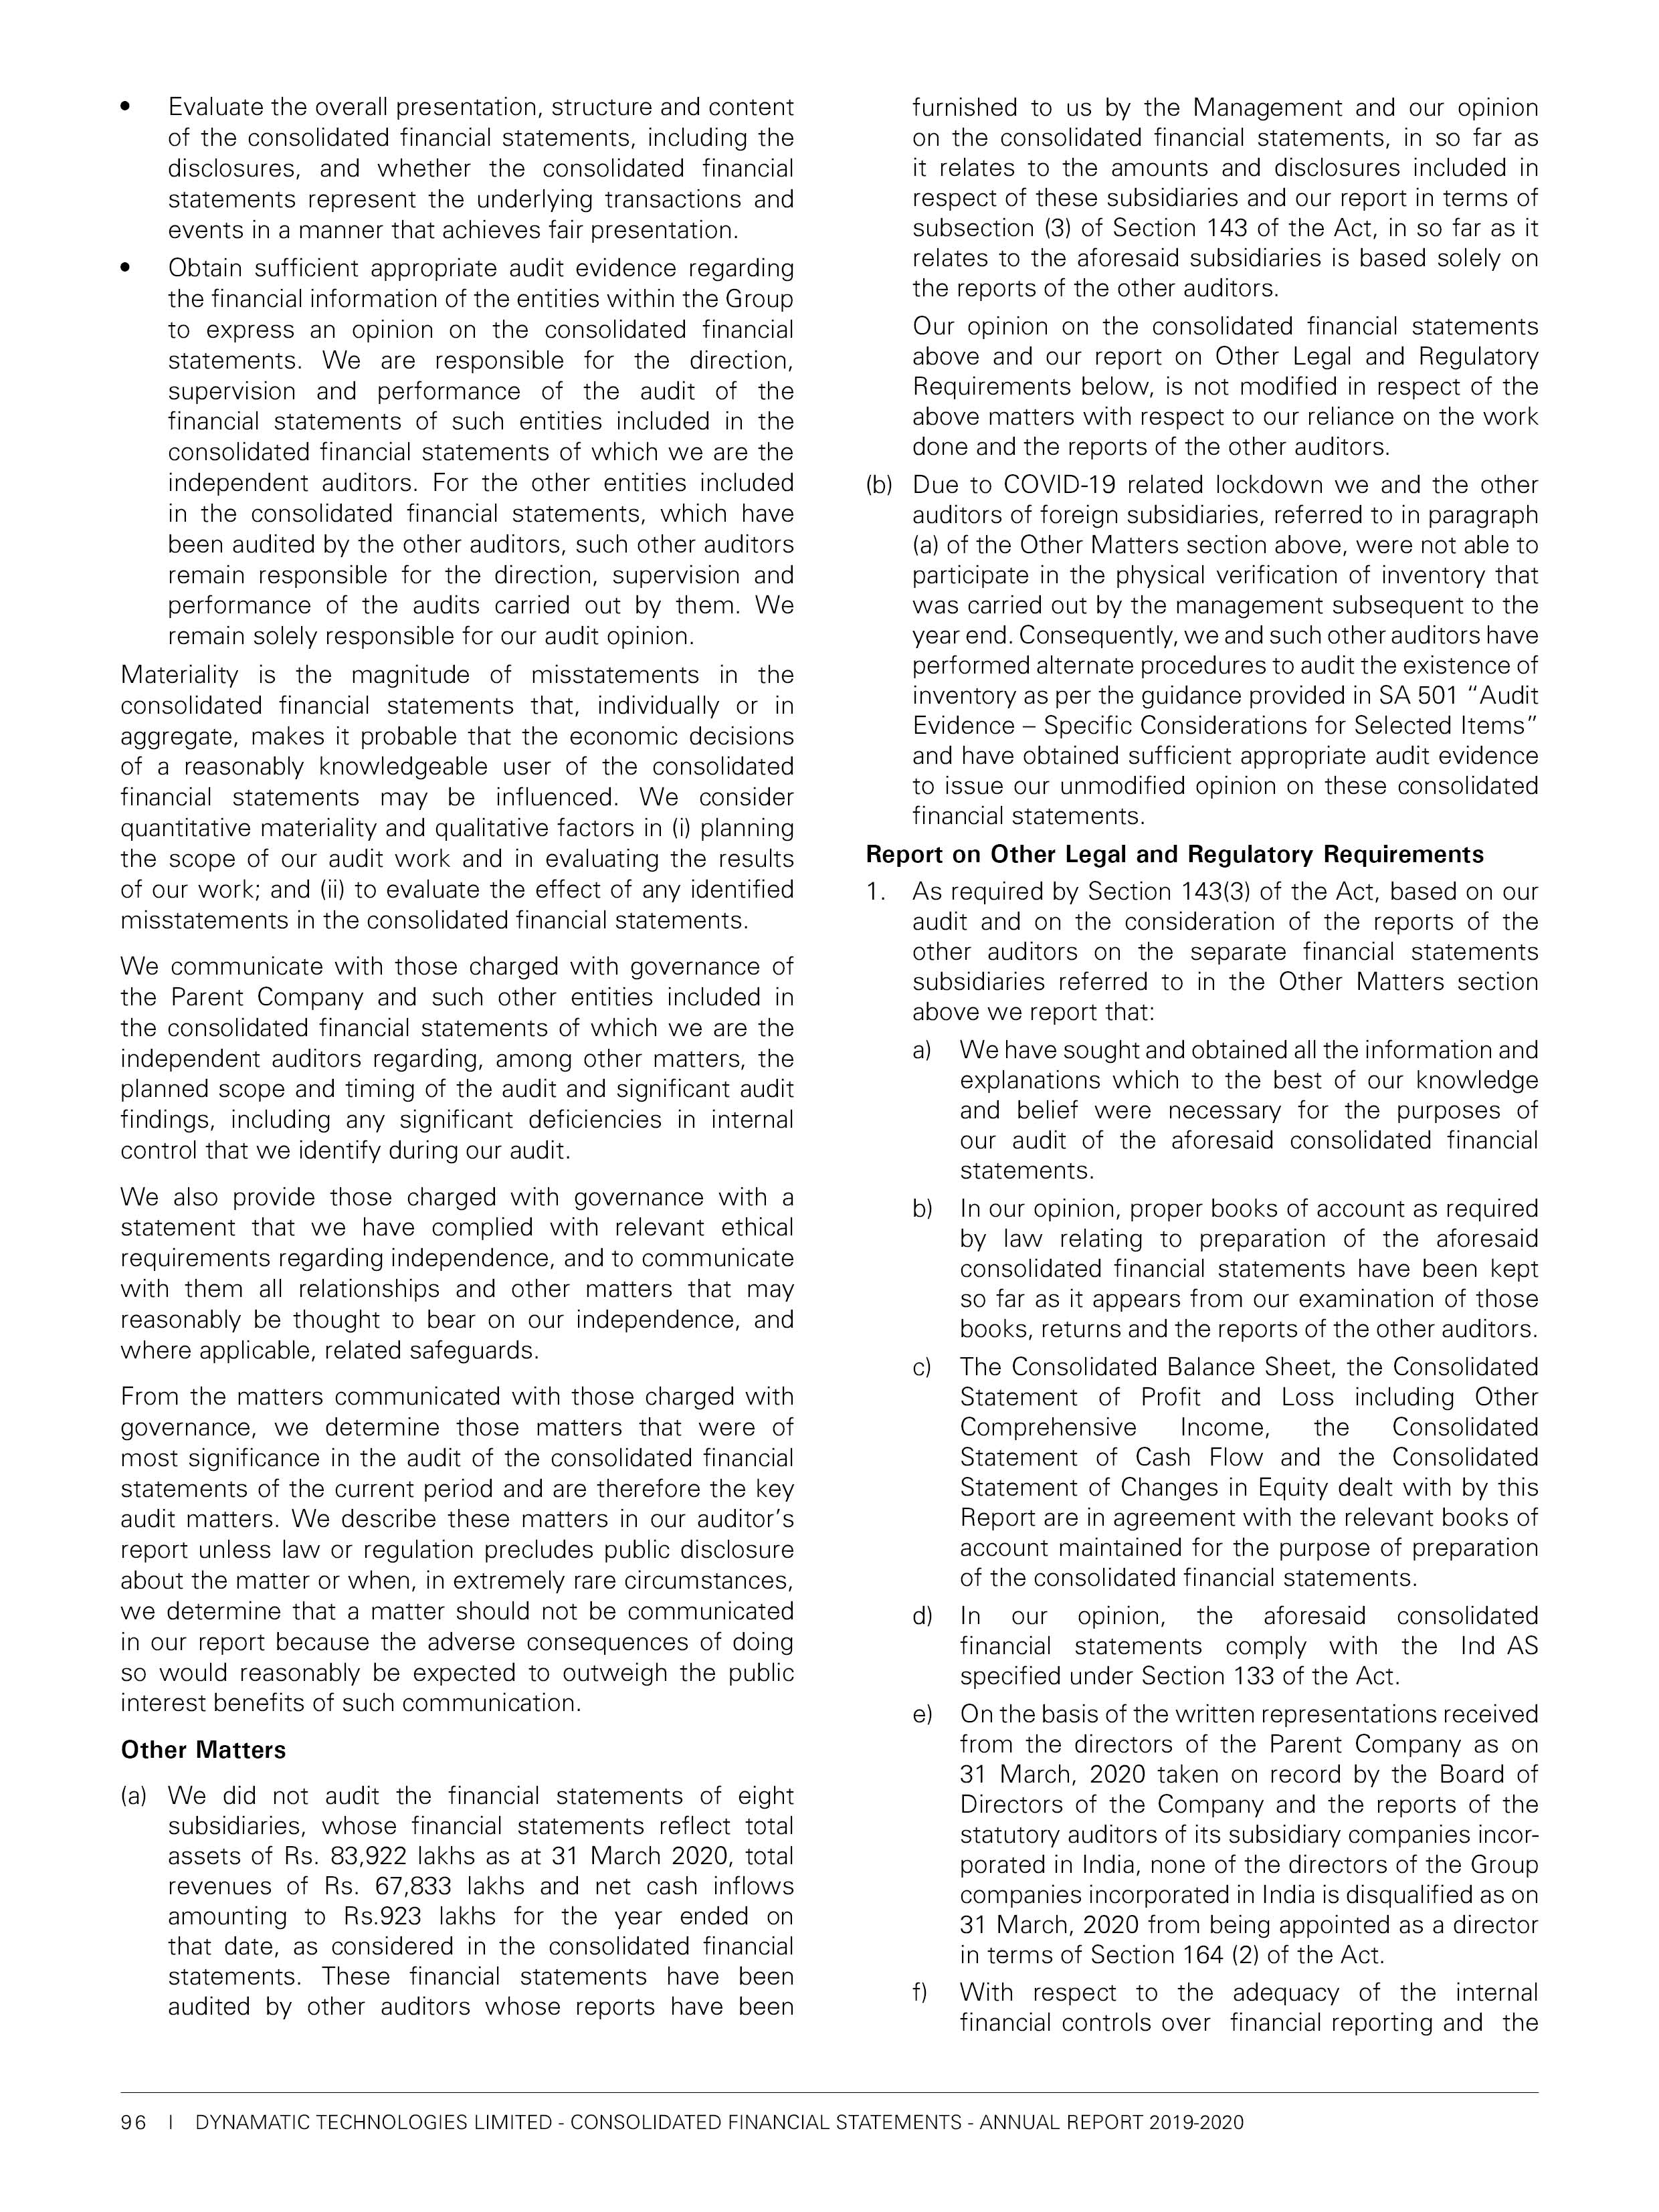 • Evaluate the overall presentation, structure and content
of the consolidated financial statements, including the
disclosures, and whether the consolidated financial
statements represent the underlying transactions and
events in a manner that achieves fair presentation.
• Obtain sufficient appropriate audit evidence regarding
the financial information of the entities within the Group
to express an opinion on the consolidated financial
statements. We are responsible for the direction,
supervision and performance of the audit of the
financial statements of such entities included in the
consolidated financial statements of which we are the
independent auditors. For the other entities included
in the consolidated financial statements, which have
been audited by the other auditors, such other auditors
remain responsible for the direction, supervision and
performance of the audits carried out by them. We
remain solely responsible for our audit opinion.
Materiality is the magnitude of misstatements in the
consolidated financial statements that, individually or in
aggregate, makes it probable that the economic decisions
of a reasonably knowledgeable user of the consolidated
financial statements may be influenced. We consider
quantitative materiality and qualitative factors in (i) planning
the scope of our audit work and in evaluating the results
of our work; and (ii) to evaluate the effect of any identified
misstatements in the consolidated financial statements.
We communicate with those charged with governance of
the Parent Company and such other entities included in
the consolidated financial statements of which we are the
independent auditors regarding, among other matters, the
planned scope and timing of the audit and significant audit
findings, including any significant deficiencies in internal
control that we identify during our audit.
We also provide those charged with governance with a
statement that we have complied with relevant ethical
requirements regarding independence, and to communicate
with them all relationships and other matters that may
reasonably be thought to bear on our independence, and
where applicable, related safeguards.
From the matters communicated with those charged with
governance, we determine those matters that were of
most significance in the audit of the consolidated financial
statements of the current period and are therefore the key
audit matters. We describe these matters in our auditor’s
report unless law or regulation precludes public disclosure
about the matter or when, in extremely rare circumstances,
we determine that a matter should not be communicated
in our report because the adverse consequences of doing
so would reasonably be expected to outweigh the public
interest benefits of such communication.
Other Matters
(a) We did not audit the financial statements of eight
subsidiaries, whose financial statements reflect total
assets of Rs. 83,922 lakhs as at 31 March 2020, total
revenues of Rs. 67,833 lakhs and net cash inflows
amounting to Rs.923 lakhs for the year ended on
that date, as considered in the consolidated financial
statements. These financial statements have been
audited by other auditors whose reports have been
furnished to us by the Management and our opinion
on the consolidated financial statements, in so far as
it relates to the amounts and disclosures included in
respect of these subsidiaries and our report in terms of
subsection (3) of Section 143 of the Act, in so far as it
relates to the aforesaid subsidiaries is based solely on
the reports of the other auditors.
Our opinion on the consolidated financial statements
above and our report on Other Legal and Regulatory
Requirements below, is not modified in respect of the
above matters with respect to our reliance on the work
done and the reports of the other auditors.
(b) Due to COVID-19 related lockdown we and the other
auditors of foreign subsidiaries, referred to in paragraph
(a) of the Other Matters section above, were not able to
participate in the physical verification of inventory that
was carried out by the management subsequent to the
year end. Consequently, we and such other auditors have
performed alternate procedures to audit the existence of
inventory as per the guidance provided in SA 501 “Audit
Evidence – Specific Considerations for Selected Items”
and have obtained sufficient appropriate audit evidence
to issue our unmodified opinion on these consolidated
financial statements.
Report on Other Legal and Regulatory Requirements
1. As required by Section 143(3) of the Act, based on our
audit and on the consideration of the reports of the
other auditors on the separate financial statements
subsidiaries referred to in the Other Matters section
above we report that:
a) We have sought and obtained all the information and
explanations which to the best of our knowledge
and belief were necessary for the purposes of
our audit of the aforesaid consolidated financial
statements.
b) In our opinion, proper books of account as required
by law relating to preparation of the aforesaid
consolidated financial statements have been kept
so far as it appears from our examination of those
books, returns and the reports of the other auditors.
c) The Consolidated Balance Sheet, the Consolidated
Statement of Profit and Loss including Other
Comprehensive Income, the Consolidated
Statement of Cash Flow and the Consolidated
Statement of Changes in Equity dealt with by this
Report are in agreement with the relevant books of
account maintained for the purpose of preparation
of the consolidated financial statements.
d) In our opinion, the aforesaid consolidated
financial statements comply with the Ind AS
specified under Section 133 of the Act.
e) On the basis of the written representations received
from the directors of the Parent Company as on
31 March, 2020 taken on record by the Board of
Directors of the Company and the reports of the
statutory auditors of its subsidiary companies incor-
porated in India, none of the directors of the Group
companies incorporated in India is disqualified as on
31 March, 2020 from being appointed as a director
in terms of Section 164 (2) of the Act.
f) With respect to the adequacy of the internal
financial controls over financial reporting and the
96 I DYNAMATIC TECHNOLOGIES LIMITED - CONSOLIDATED FINANCIAL STATEMENTS - ANNUAL REPORT 2019-2020